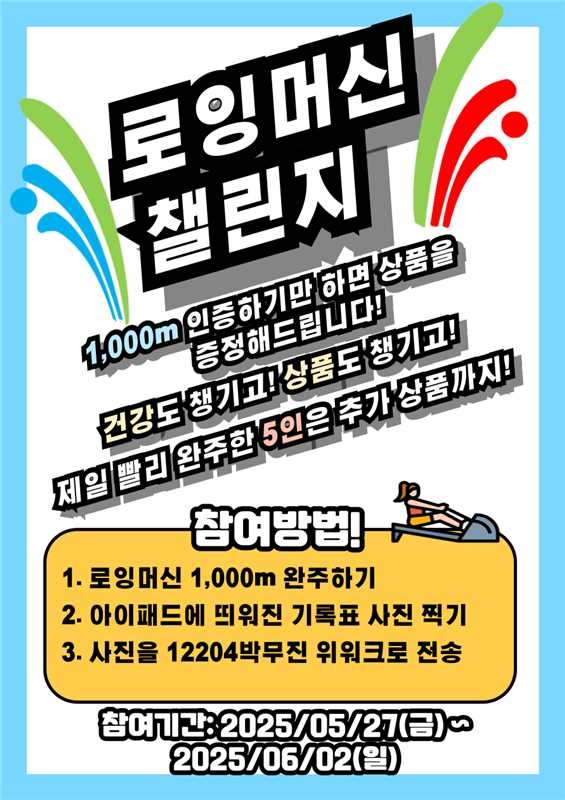 로잉머신
챌린지
1,000m 인증하기만 하면 상품을
증정해드립니다!
건강도 챙기고! 상품도 챙기고!
제일 빨리 완주한 5인은 추가 상품까지!
참여방법!
1. 로잉머신 1,000m 완주하기
2. 아이패드에 띄워진 기록표 사진 찍기
3. 사진을 12204박무진 위워크로 전송
참여기간: 2025/05/27(금) ~
2025/06/02(일)